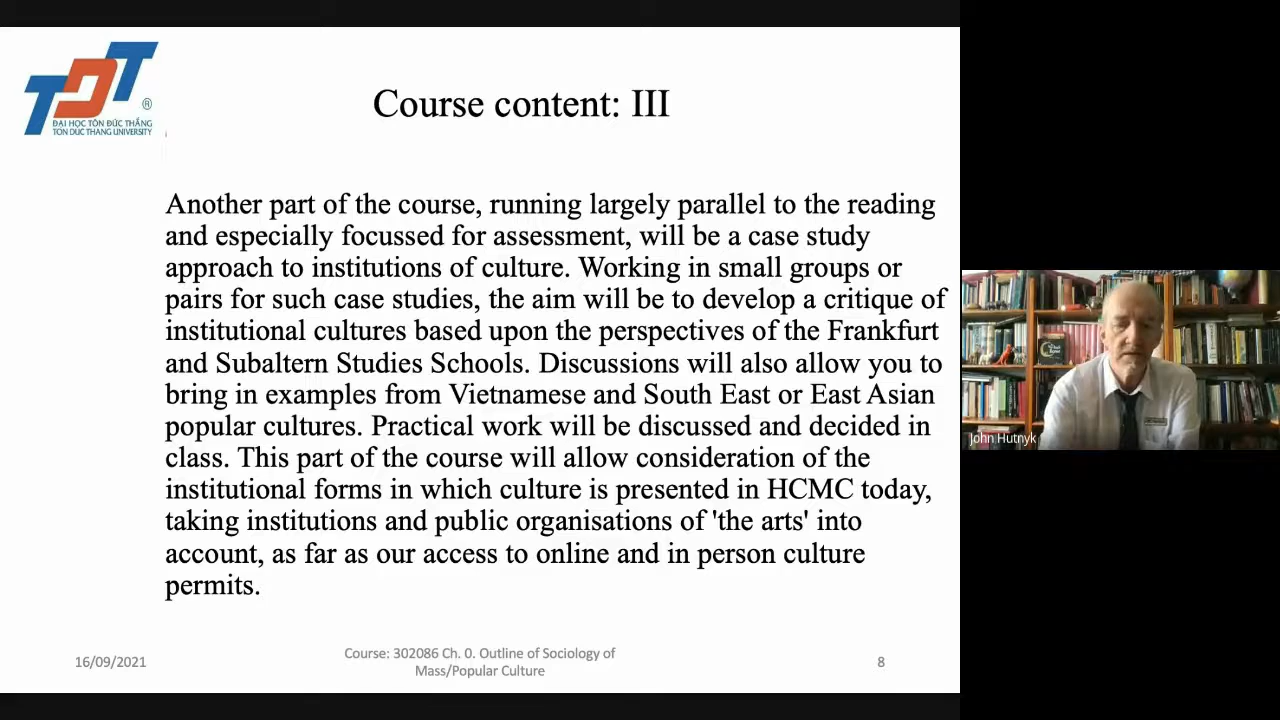 TDT
®
ĐẠI HỌC TÔN ĐỨC THẮNG
TON DUC THANG UNIVERSITY
Course content: III
Another part of the course, running largely parallel to the reading
and especially focussed for assessment, will be a case study
approach to institutions of culture. Working in small groups or
pairs for such case studies, the aim will be to develop a critique of
institutional cultures based upon the perspectives of the Frankfurt
and Subaltern Studies Schools. Discussions will also allow you to
bring in examples from Vietnamese and South East or East Asian
popular cultures. Practical work will be discussed and decided in
class. This part of the course will allow consideration of the
institutional forms in which culture is presented in HCMC today,
taking institutions and public organisations of 'the arts' into
account, as far as our access to online and in person culture
permits.
16/09/2021
Course: 302086 Ch. 0. Outline of Sociology of
Mass/Popular Culture
8
John Hutnyk